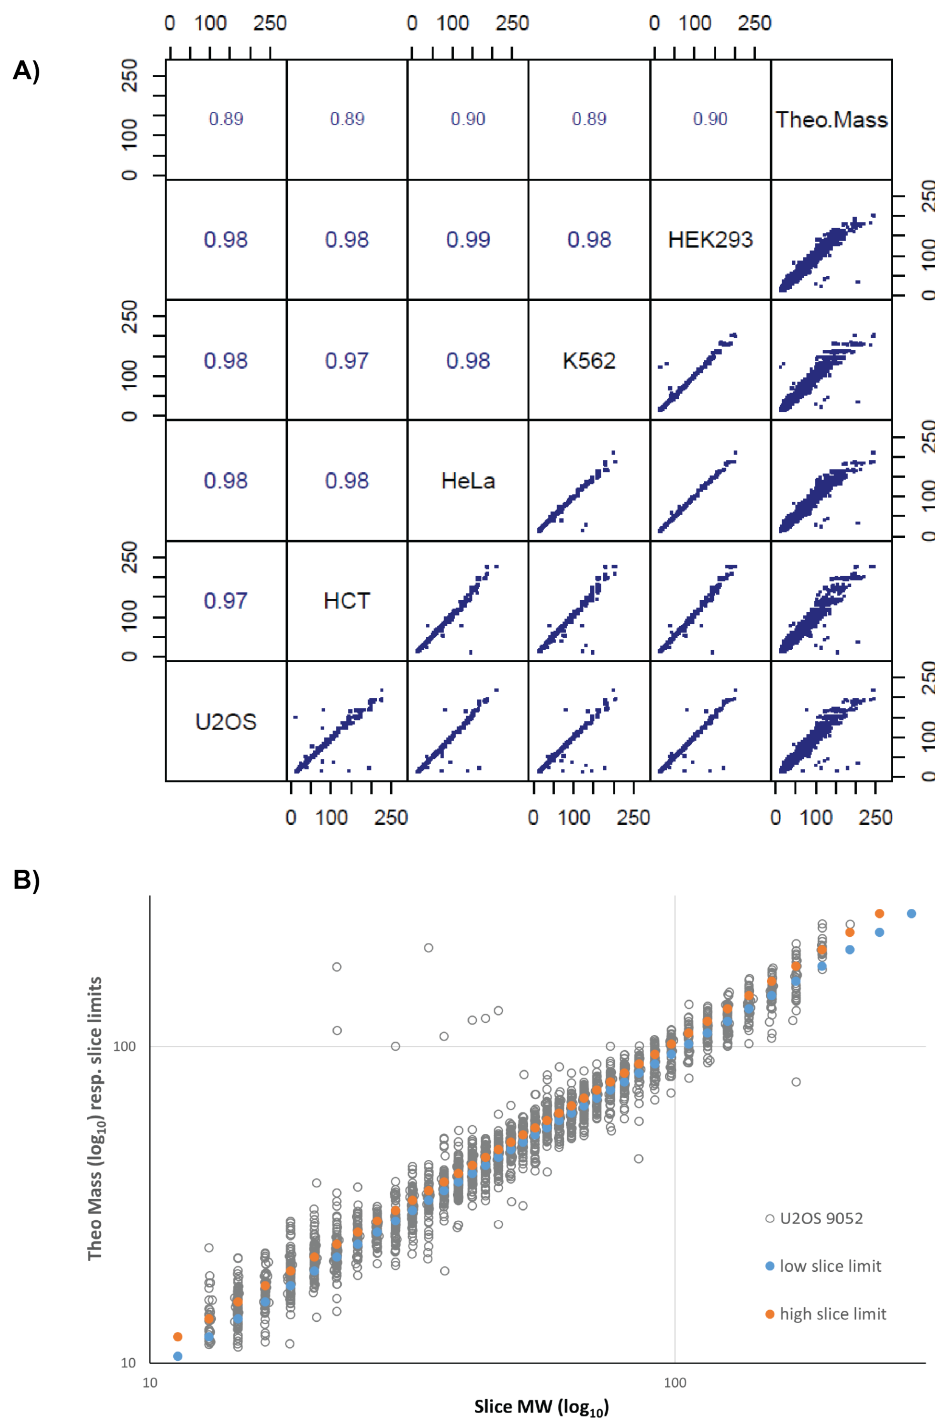 0 100 250 0 100 250 0 100 250
A)
250
100
0
0.89 0.89 0.90 0.89 0.90 Theo.Mass
0.98 0.98 0.99 0.98 HEK293
250
100
0
250
100
0
0.98 0.97 0.98 K562
0.98 0.98 HeLa
250
100
0
250
100
0
0.97 HCT
U2OS
250
100
0
0 100 250 0 100 250 0 100 250
B)
Theo Mass (log10) resp. slice limits
100
10
U2OS 9052
low slice limit
high slice limit
10 100
Slice MW (log10)